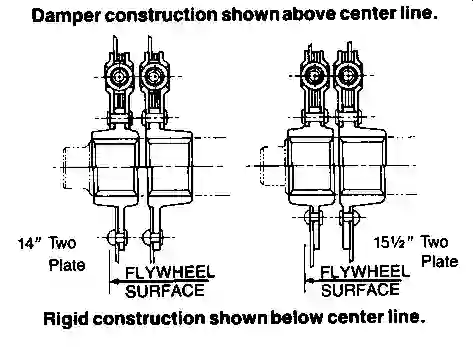 Damper construction shown above center line.
14" Two
Plate
FLYWHEEL
SURFACE
15½" Two
Plate
FLYWHEEL
SURFACE
Rigid construction shown below center line.